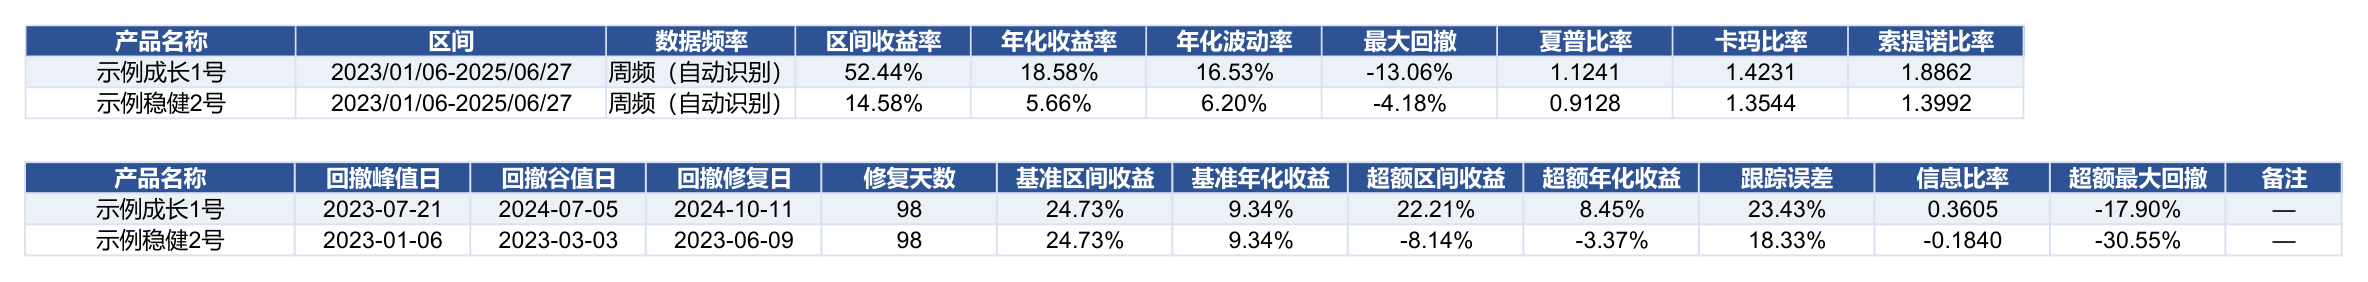 产品名称 区间 数据频率 区间收益率 年化收益率 年化波动率 最大回撤 夏普比率 卡玛比率 索提诺比率
示例成长1号 2023/01/06-2025/06/27 周频（自动识别） 52.44% 18.58% 16.53% -13.06% 1.1241 1.4231 1.8862
示例稳健2号 2023/01/06-2025/06/27 周频（自动识别） 14.58% 5.66% 6.20% -4.18% 0.9128 1.3544 1.3992
产品名称 回撤峰值日 回撤谷值日 回撤修复日 修复天数 基准区间收益 基准年化收益 超额区间收益 超额年化收益 跟踪误差 信息比率 超额最大回撤 备注
示例成长1号 2023-07-21 2024-07-05 2024-10-11 98 24.73% 9.34% 22.21% 8.45% 23.43% 0.3605 -17.90% —
示例稳健2号 2023-01-06 2023-03-03 2023-06-09 98 24.73% 9.34% -8.14% -3.37% 18.33% -0.1840 -30.55% —